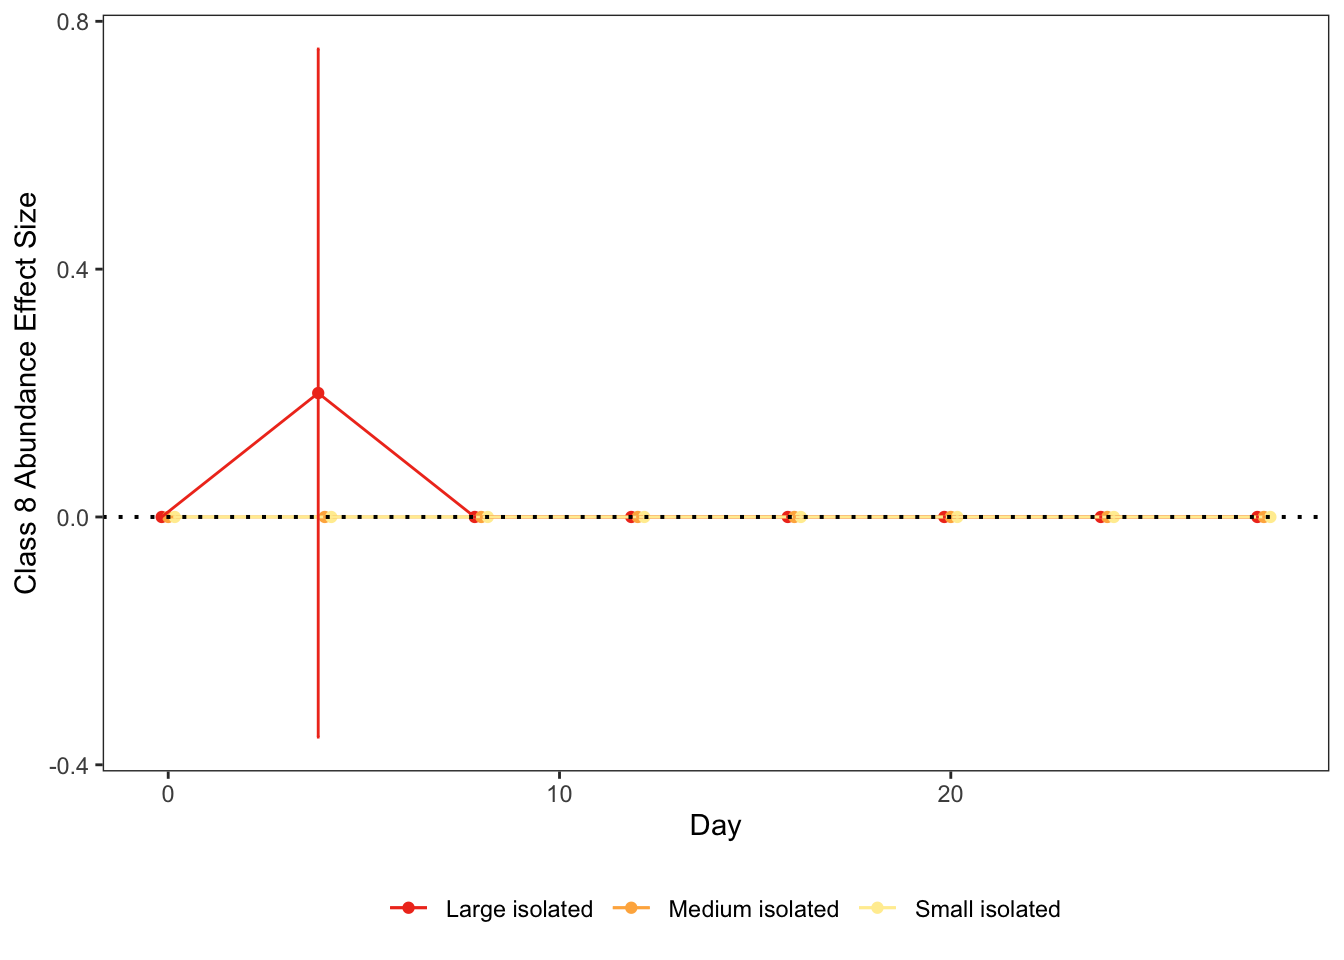 0.8
0.4
0.0
-0.4
Class 8 Abundance Effect Size
0
10
20
Day
Large isolated
Medium isolated
Small isolated